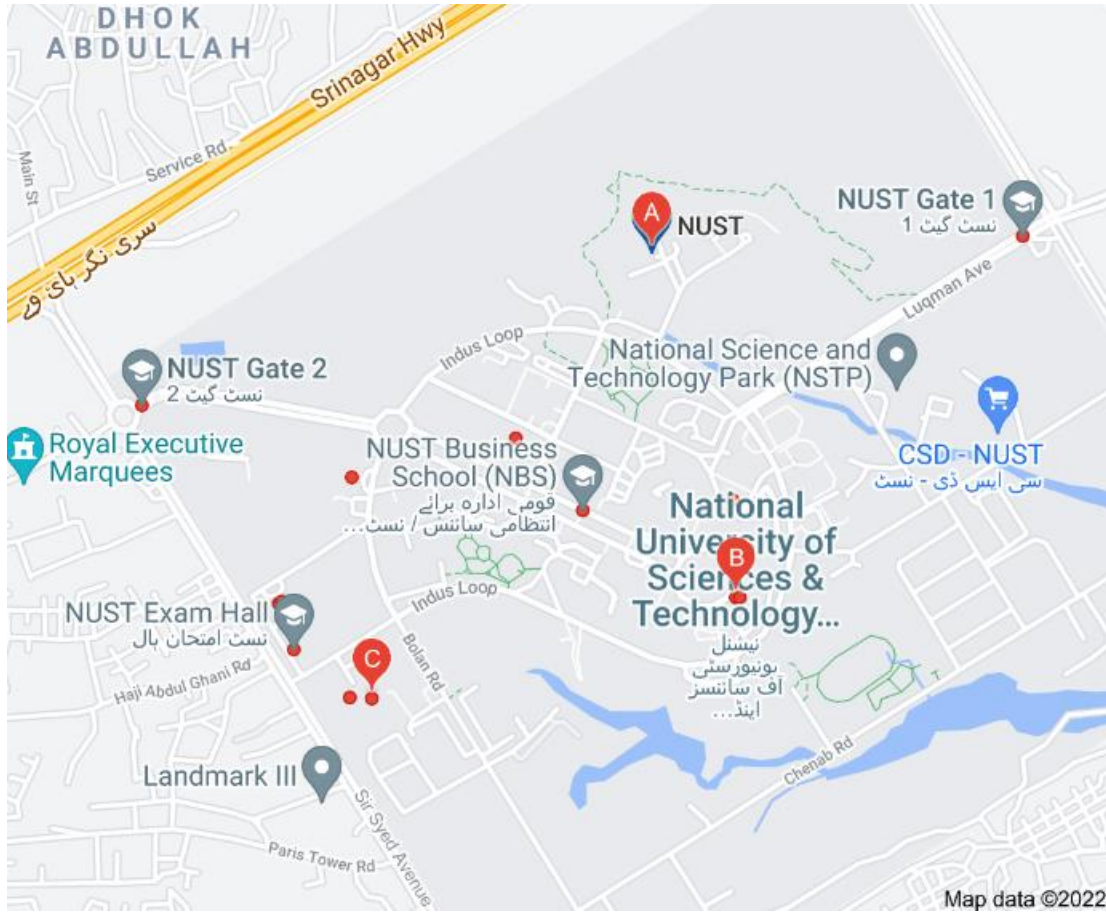 DHOK
ABDULLAH
Srinagar Hwy
Service Rd.
Main St
سری نگر ہائی وے
A
NUST
NUST Gate 1
نسٹ گیٹ 1
Luqman Ave
Indus Loop
National Science and
Technology Park (NSTP)
NUST Gate 2
نسٹ گیٹ 2
CSD - NUST
سی ایس ڈی - نسٹ
Royal Executive
Marquees
NUST Business
School (NBS)
قومی ادارہ برائے
انتظامی سائنس / نسٹ...
National
University of
Sciences &
Technology...
نیشنل
یونیورسٹی
آف سائنسز
اینڈ...
B
Indus Loop
NUST Exam Hall
نسٹ امتحان ہال
Haji Abdul Ghani Rd
C
Bolan Rd
Landmark III
Chenab Rd
Sir Syed Avenue
Paris Tower Rd
Map data ©2022